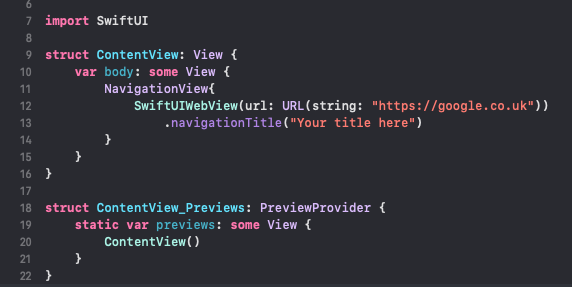 6
7 import SwiftUI
8
9 struct ContentView: View {
10     var body: some View {
11         NavigationView{
12             SwiftUIWebView(url: URL(string: "https://google.co.uk"))
13                 .navigationTitle("Your title here")
14         }
15     }
16 }
17
18 struct ContentView_Previews: PreviewProvider {
19     static var previews: some View {
20         ContentView()
21     }
22 }